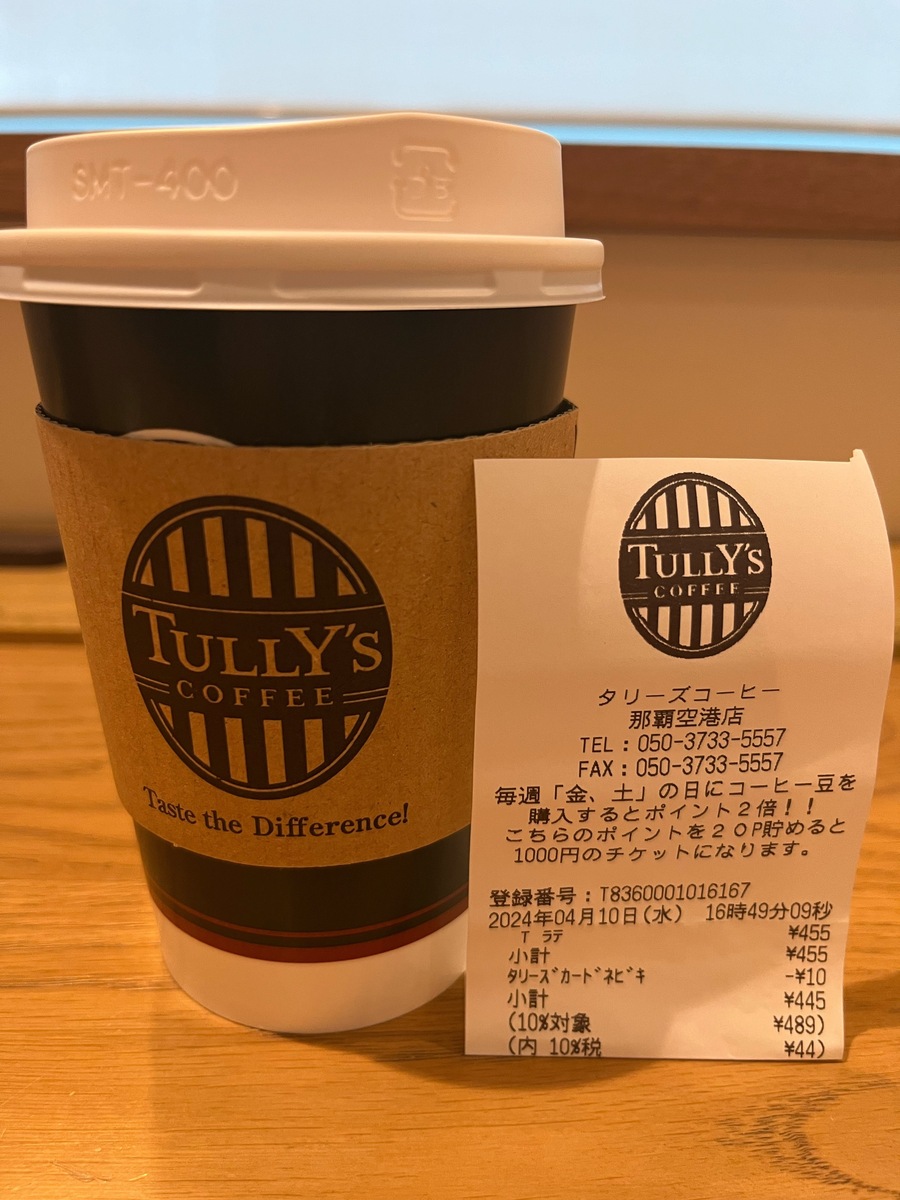 SMT-400
TULLY'S
COFFEE
Taste the Difference!
TULLY'S
COFFEE
タリーズコーヒー
那覇空港店
TEL：050-3733-5557
FAX：050-3733-5557
毎週「金、土」の日にコーヒー豆を
購入するとポイント２倍！！
こちらのポイントを２０P貯めると
1000円のチケットになります。
登録番号：T8360001016167
2024年04月10日(水) 16時49分09秒
T ﾗﾃ ¥455
小計 ¥455
ﾀﾘｰｽﾞｶｰﾄﾞﾈﾋﾞｷ -¥10
小計 ¥445
(10%対象 ¥489)
(内 10%税 ¥44)